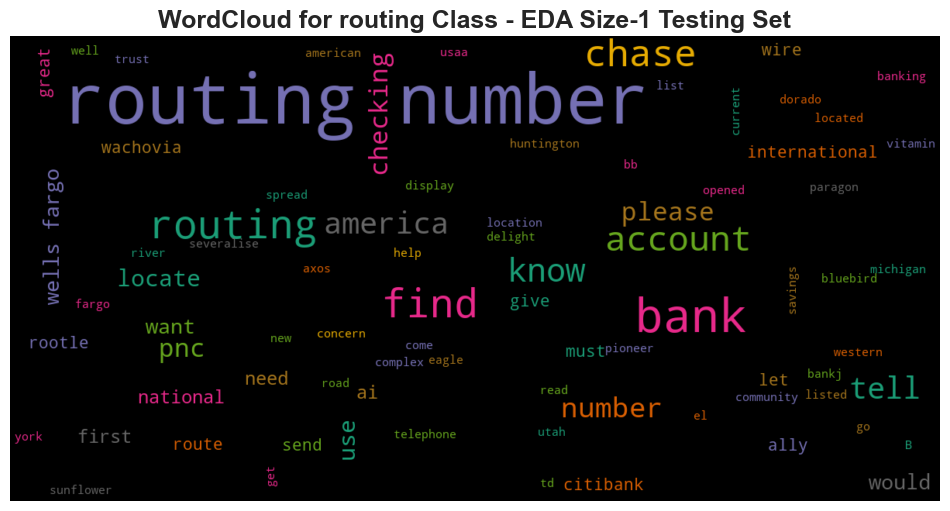 WordCloud for routing Class - EDA Size-1 Testing Set
great
well
trust
american
usaa
chase
wire
banking
routing number
checking
list
current
dorado
located
wachovia
huntington
international
vitamin
bb
wells fargo
spread
display
opened
paragon
routing
america
location
please
severalise
delight
account
river
help
locate
axos
know
savings
bluebird
michigan
fargo
find
give
bank
want
concern
rootle
pnc
new
come
must
pioneer
western
complex
eagle
need
road
ai
read
let
bankj
tell
national
community
listed
number
el
york
first
route
send
use
telephone
utah
go
ally
B
get
sunflower
td
citibank
would